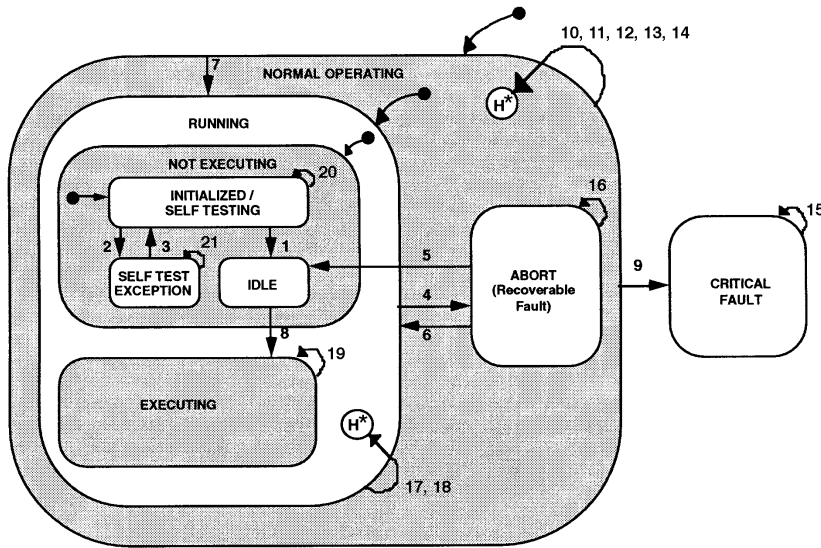 10, 11, 12, 13, 14
7
NORMAL OPERATING
H*
RUNNING
NOT EXECUTING
20
16
15
INITIALIZED /
SELF TESTING
2
3
21
1
5
9
SELF TEST
EXCEPTION
IDLE
ABORT
(Recoverable
Fault)
CRITICAL
FAULT
4
6
8
19
EXECUTING
H*
17, 18